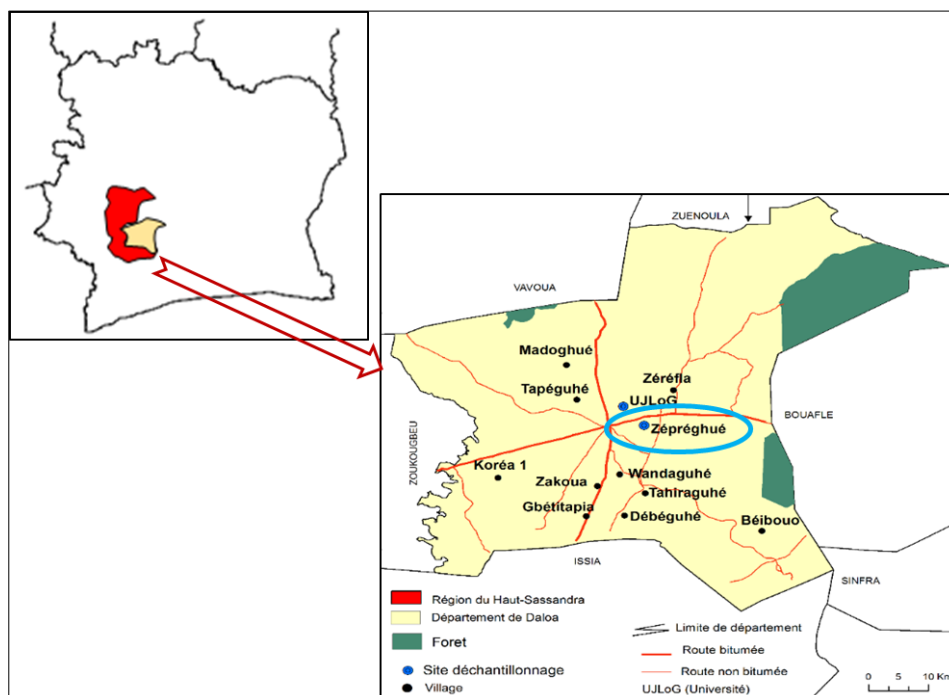 ZUENOULA
VAVOUA
Madoghué
Zéréfla
Tapéguhé
UJLoG
BOUAFLE
Zépréghué
ZOUKOUGBEU
Koréa 1
Wandaguhé
Zakoua
Tahiraguhé
Gbétitapia
Débéguhé
Béibouo
ISSIA
SINFRA
Région du Haut-Sassandra
Département de Daloa
Foret
Site déchantillonnage
Village
Limite de département
Route bitumée
Route non bitumée
UJLoG (Université)
0 5 10 Km